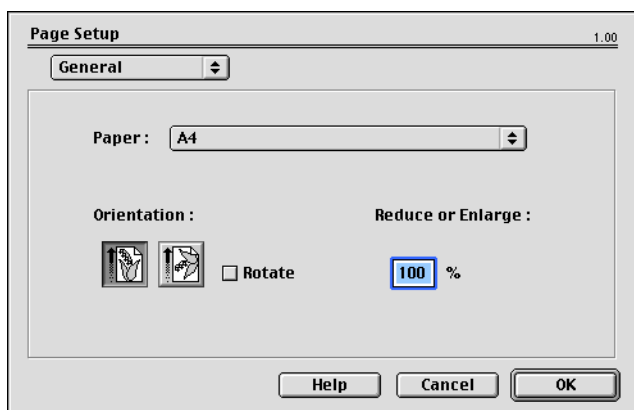 Page Setup 1.00
General
Paper : A4
Orientation : Reduce or Enlarge :
Rotate 100 %
Help Cancel OK